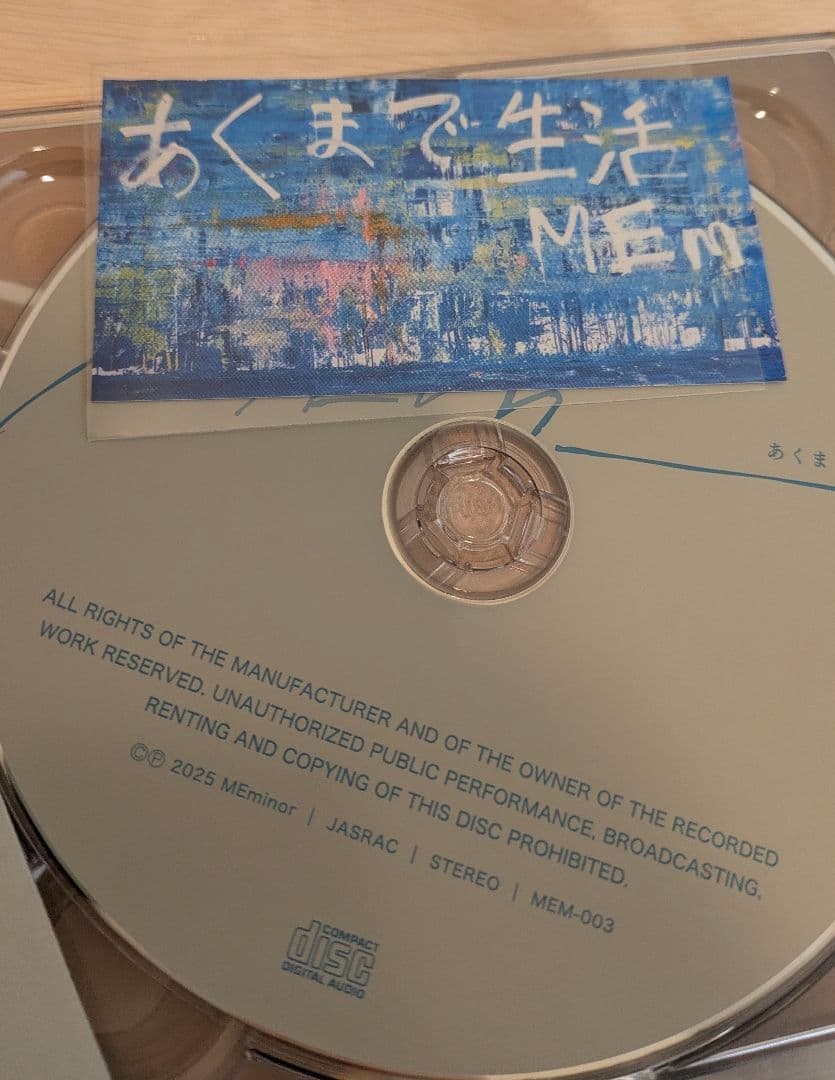 あくまで生活
MEm
あくま
ALL RIGHTS OF THE MANUFACTURER AND OF THE OWNER OF THE RECORDED
WORK RESERVED. UNAUTHORIZED PUBLIC PERFORMANCE, BROADCASTING,
RENTING AND COPYING OF THIS DISC PROHIBITED.
©℗ 2025 MEminor | JASRAC | STEREO | MEM-003
COMPACT
disc
DIGITAL AUDIO